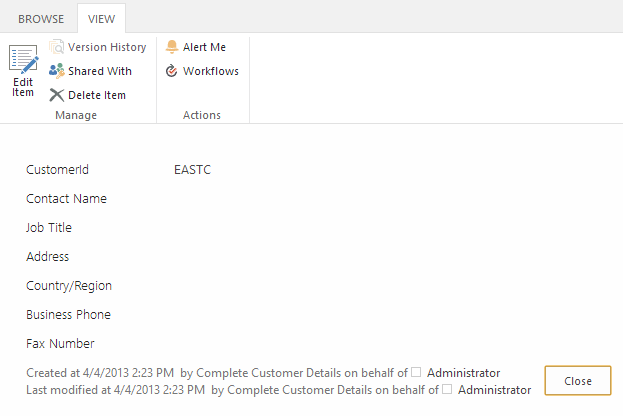 BROWSE VIEW
Edit Item
Version History
Shared With
Delete Item
Manage
Alert Me
Workflows
Actions
CustomerId EASTC
Contact Name
Job Title
Address
Country/Region
Business Phone
Fax Number
Created at 4/4/2013 2:23 PM by Complete Customer Details on behalf of Administrator
Last modified at 4/4/2013 2:23 PM by Complete Customer Details on behalf of Administrator
Close